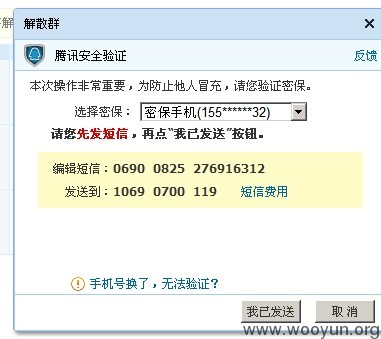 解散群
腾讯安全验证 反馈
本次操作非常重要，为防止他人冒充，请您验证密保。
选择密保： 密保手机(155******32)
请您先发短信，再点“我已发送”按钮。
编辑短信：0690 0825 276916312
发送到：1069 0700 119 短信费用
手机号换了，无法验证？
我已发送 取 消
www.wooyun.org